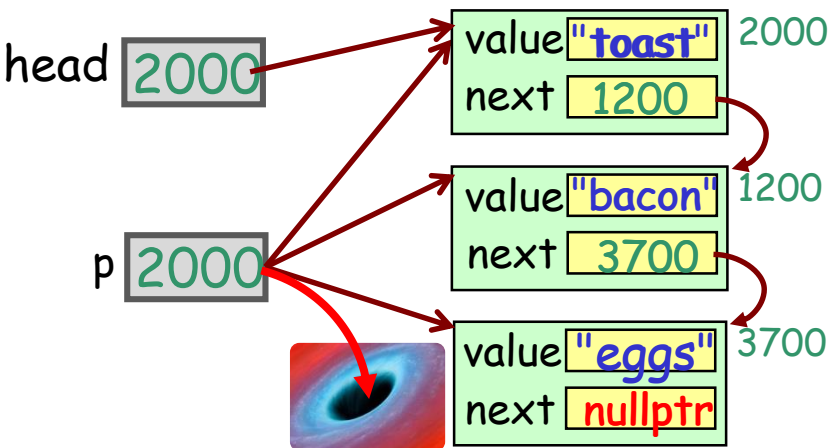 head 2000
value "toast" 2000
next 1200
value "bacon" 1200
next 3700
p 2000
value "eggs" 3700
next nullptr